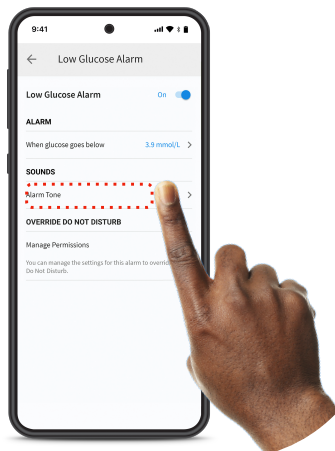 9:41
Low Glucose Alarm
Low Glucose Alarm On
ALARM
When glucose goes below 3.9 mmol/L
SOUNDS
Alarm Tone
OVERRIDE DO NOT DISTURB
Manage Permissions
You can manage the settings for this alarm to
Do Not Disturb.